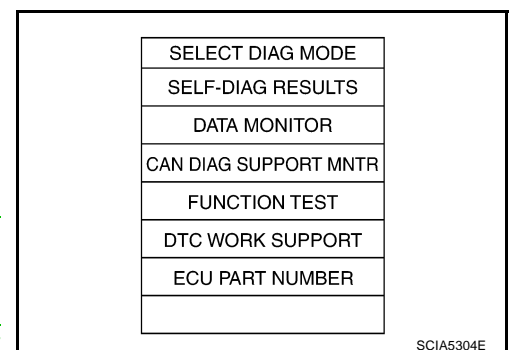 SELECT DIAG MODE
SELF-DIAG RESULTS
DATA MONITOR
CAN DIAG SUPPORT MNTR
FUNCTION TEST
DTC WORK SUPPORT
ECU PART NUMBER
SCIA5304E